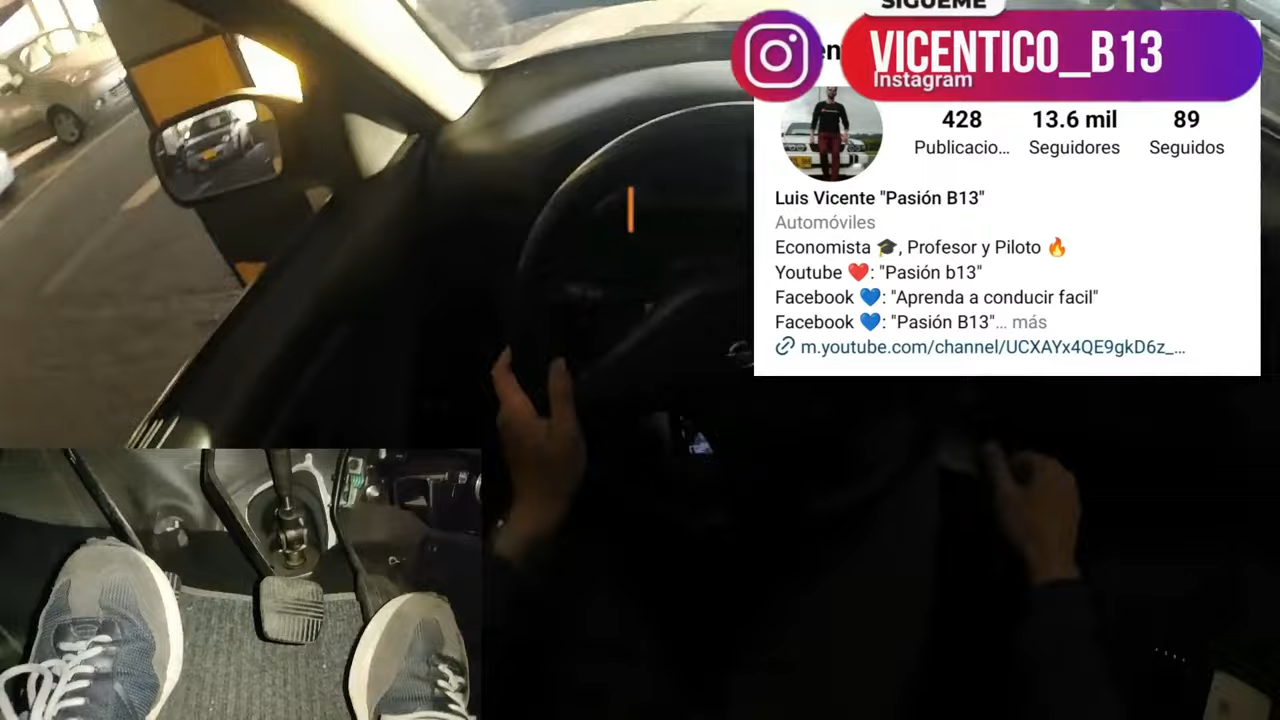 SÍGUEME
VICENTICO_B13
Instagram
428
13.6 mil
89
Publicacio...
Seguidores
Seguidos
Luis Vicente "Pasión B13"
Automóviles
Economista 🎓, Profesor y Piloto 🔥
Youtube ❤️: "Pasión b13"
Facebook 💙: "Aprenda a conducir facil"
Facebook 💙: "Pasión B13"... más
m.youtube.com/channel/UCXAYx4QE9gkD6z_...